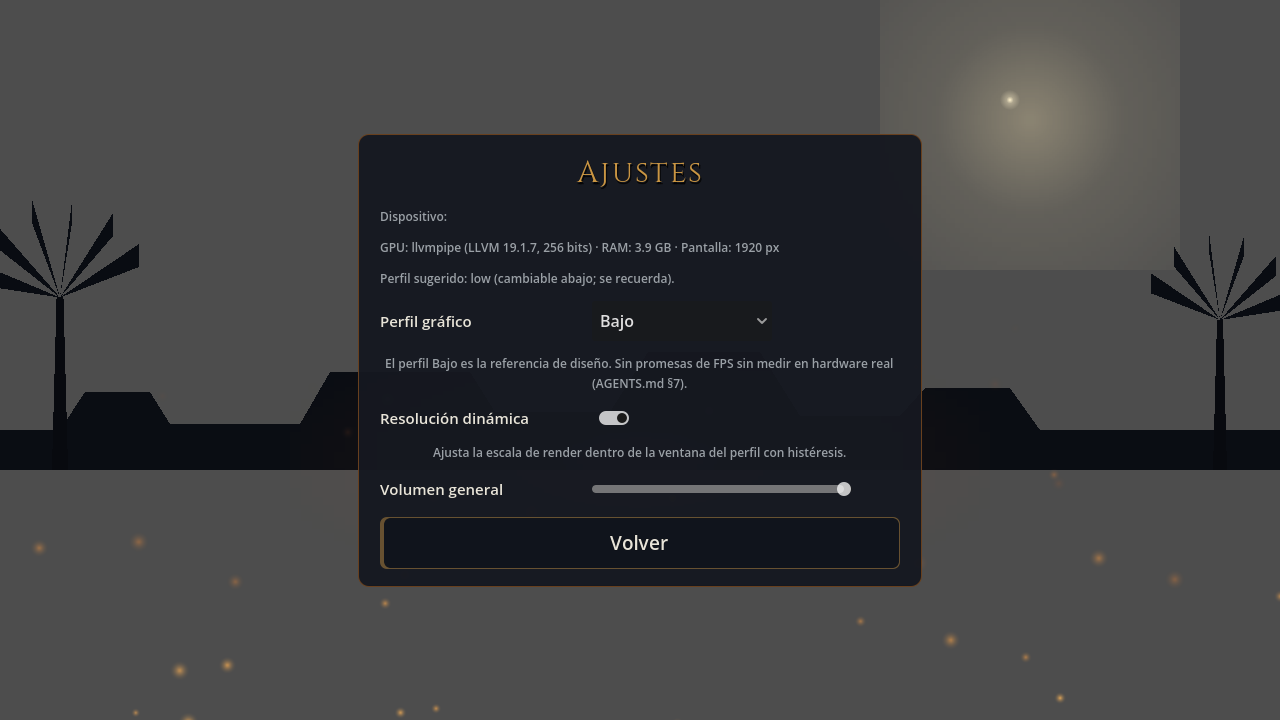 Ajustes
Dispositivo:
GPU: llvmpipe (LLVM 19.1.7, 256 bits) · RAM: 3.9 GB · Pantalla: 1920 px
Perfil sugerido: low (cambiable abajo; se recuerda).
Perfil gráfico Bajo
El perfil Bajo es la referencia de diseño. Sin promesas de FPS sin medir en hardware real
(AGENTS.md §7).
Resolución dinámica
Ajusta la escala de render dentro de la ventana del perfil con histéresis.
Volumen general
Volver